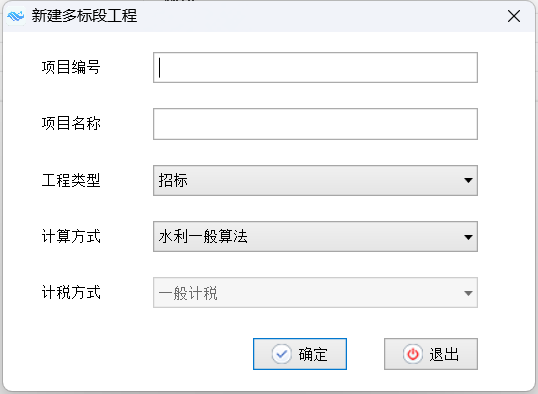 新建多标段工程
项目编号
项目名称
工程类型 招标
计算方式 水利一般算法
计税方式 一般计税
确定 退出